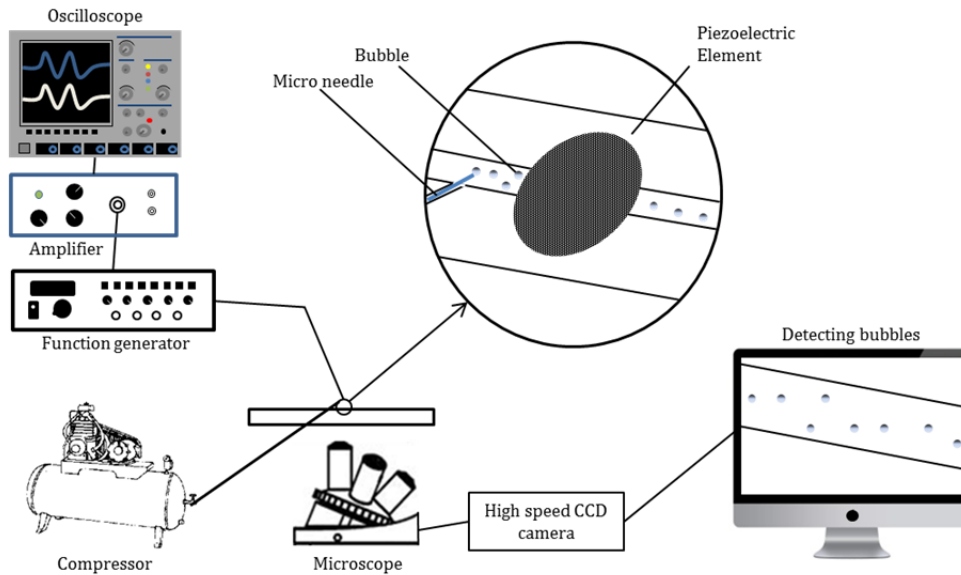 Oscilloscope
Piezoelectric
Element
Bubble
Micro needle
Amplifier
Function generator
Detecting bubbles
High speed CCD
camera
Compressor
Microscope